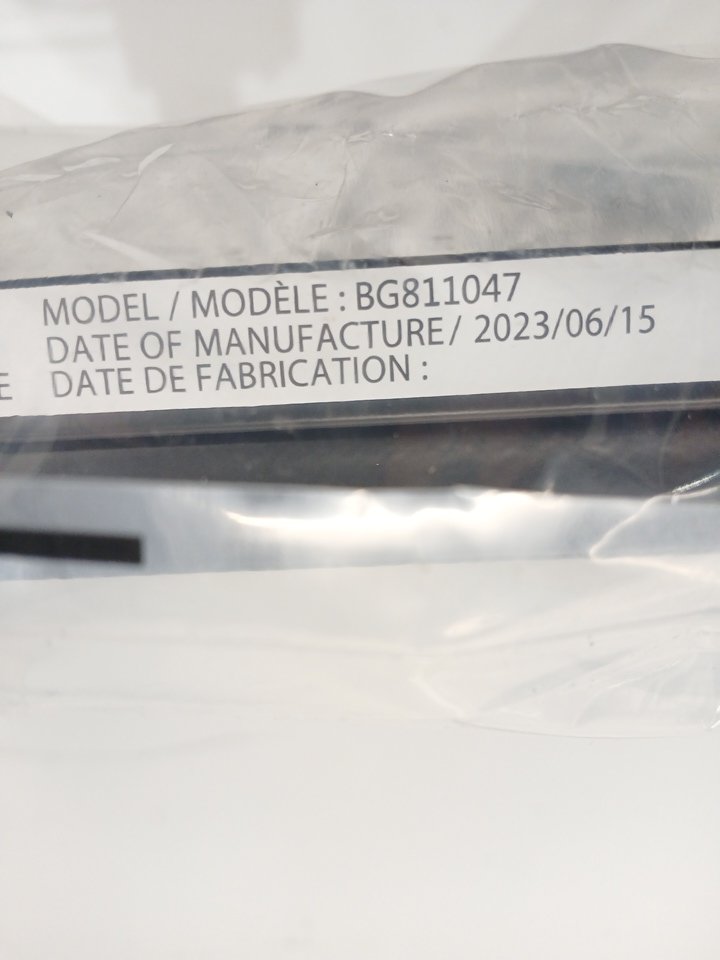 MODEL / MODÈLE : BG811047
DATE OF MANUFACTURE/ 2023/06/15
E DATE DE FABRICATION :